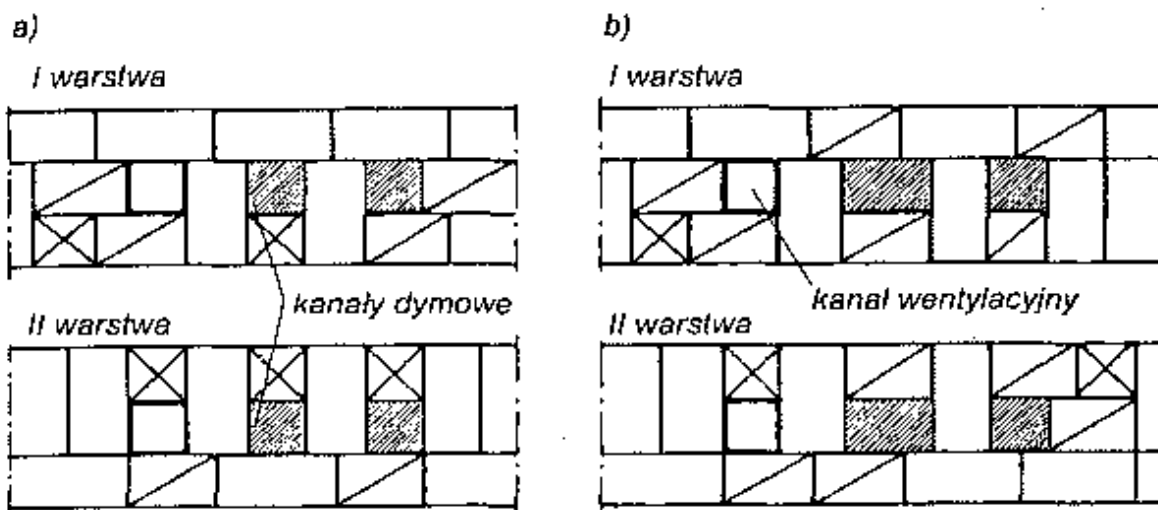 a)
I warstwa
kanały dymowe
II warstwa
b)
I warstwa
kanał wentylacyjny
II warstwa